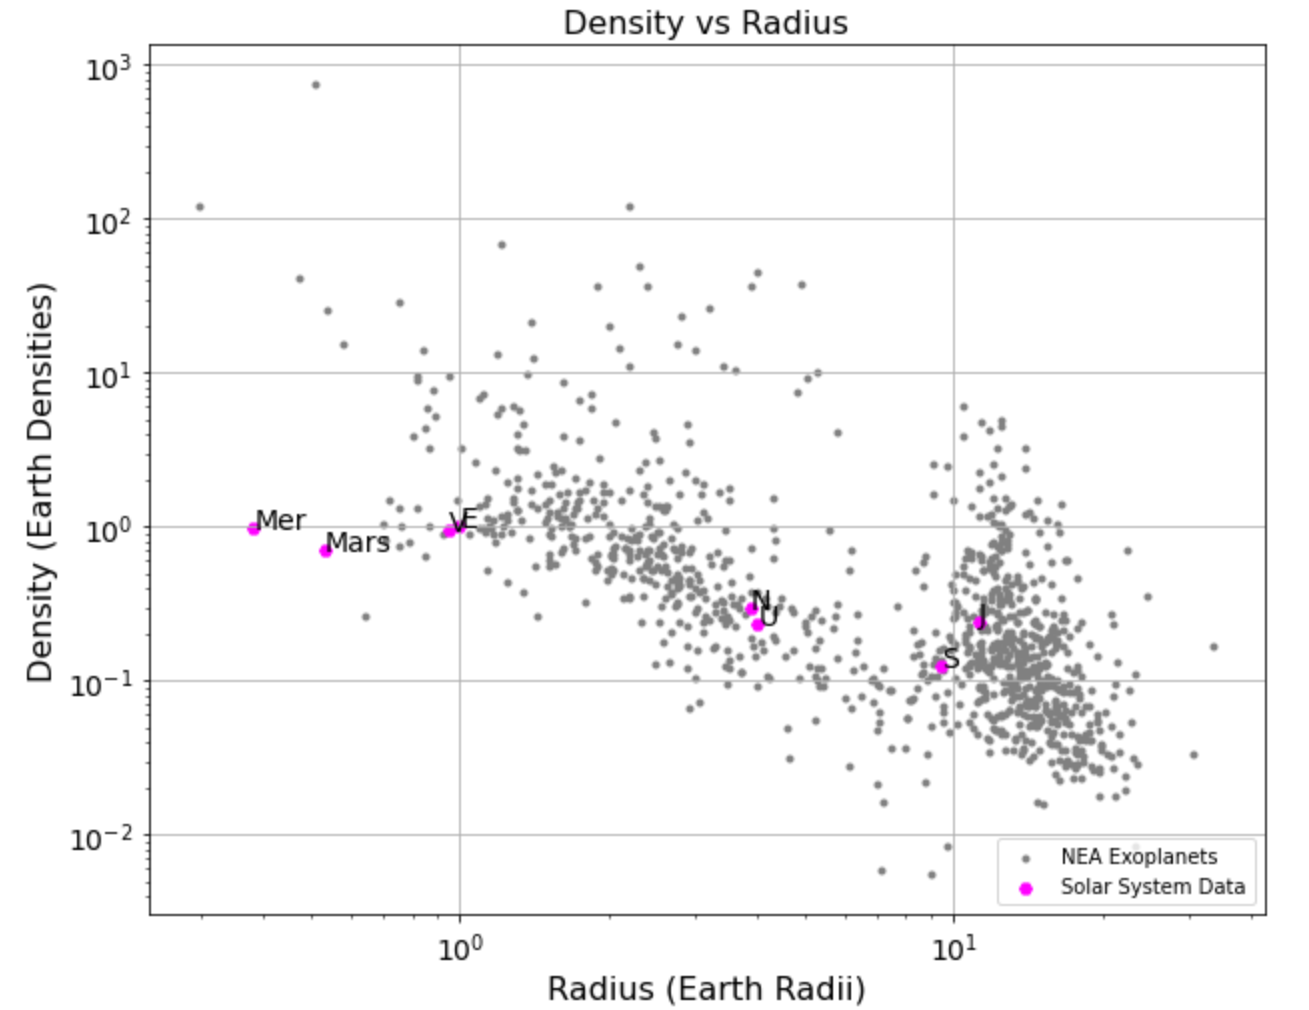 Density vs Radius
Density (Earth Densities)
10³
10²
10¹
10⁰
10⁻¹
10⁻²
Mer
Mars
V
E
N
U
S
J
NEA Exoplanets
Solar System Data
10⁰
10¹
Radius (Earth Radii)